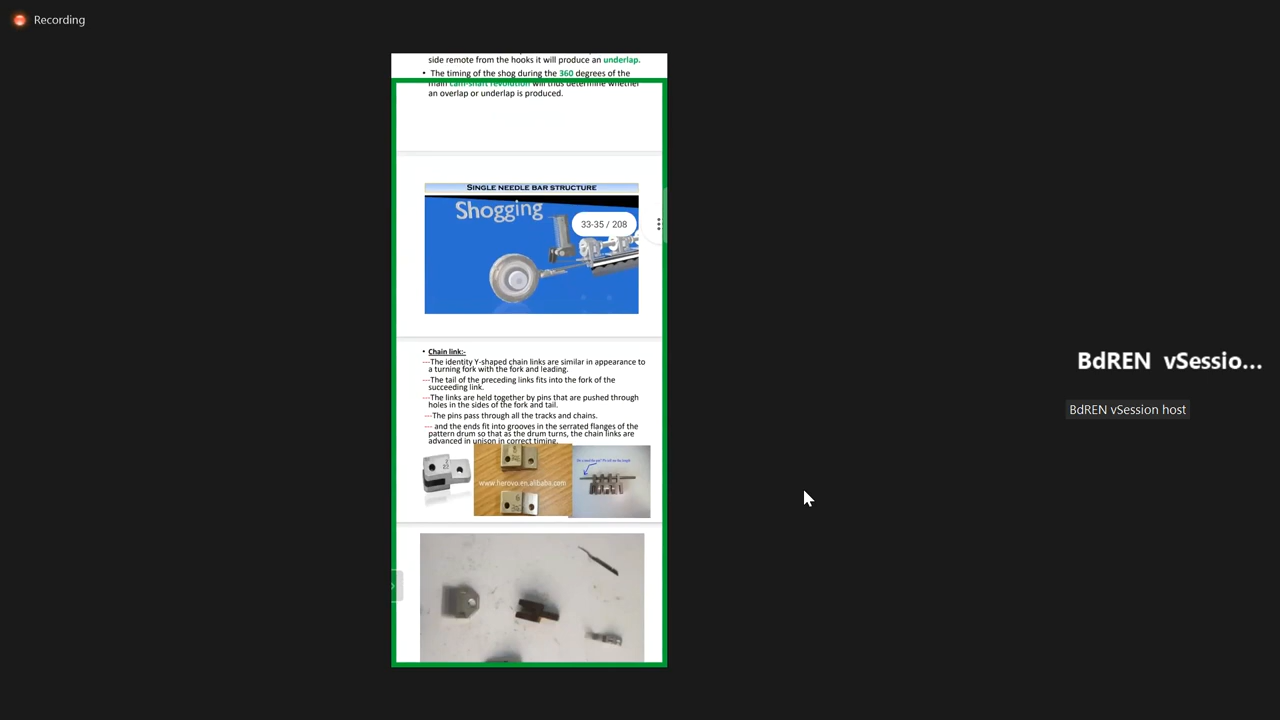 Recording
side remote from the hooks it will produce an underlap.
• The timing of the shog during the 360 degrees of the
main cam-shaft revolution will thus determine whether
an overlap or underlap is produced.
SINGLE NEEDLE BAR STRUCTURE
Shogging
33-35 / 208
• Chain link:-
---The identity Y-shaped chain links are similar in appearance to
a turning fork with the fork and leading.
---The tail of the preceding links fits into the fork of the
succeeding link.
---The links are held together by pins that are pushed through
holes in the sides of the fork and tail.
---The pins pass through all the tracks and chains.
--- and the ends fit into grooves in the serrated flanges of the
pattern drum so that as the drum turns, the chain links are
advanced in unison in correct timing.
www.herovo.en.alibaba.com
BdREN vSessio...
BdREN vSession host